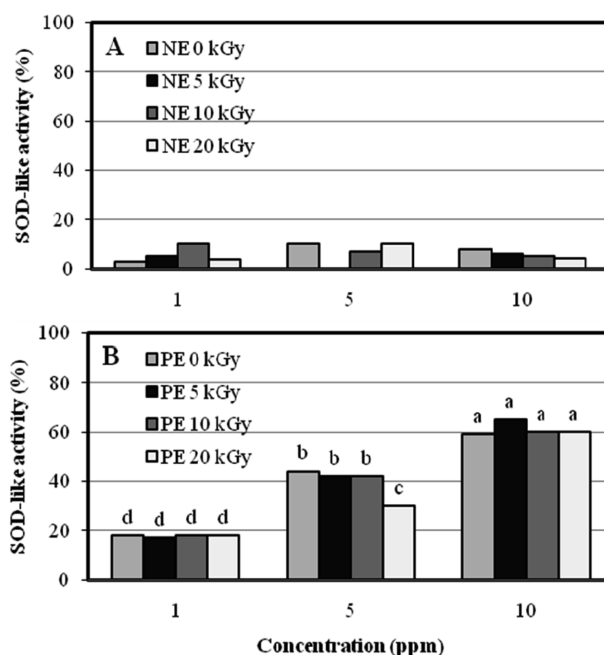 100
A
NE 0 kGy
80
NE 5 kGy
60
NE 10 kGy
40
NE 20 kGy
20
0
SOD-like activity (%)
1 5 10
100
B
PE 0 kGy
80
PE 5 kGy
60
PE 10 kGy
40
PE 20 kGy
20
0
SOD-like activity (%)
a a a a
b b b
c
d d d d
1 5 10
Concentration (ppm)